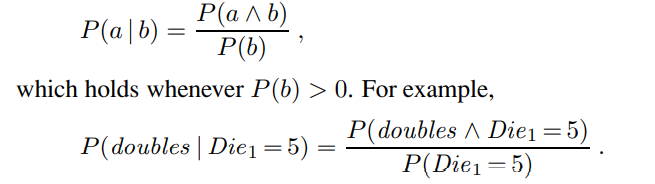 P(a | b) = P(a ∧ b) / P(b) ,
which holds whenever P(b) > 0. For example,
P(doubles | Die₁ = 5) = P(doubles ∧ Die₁ = 5) / P(Die₁ = 5) .